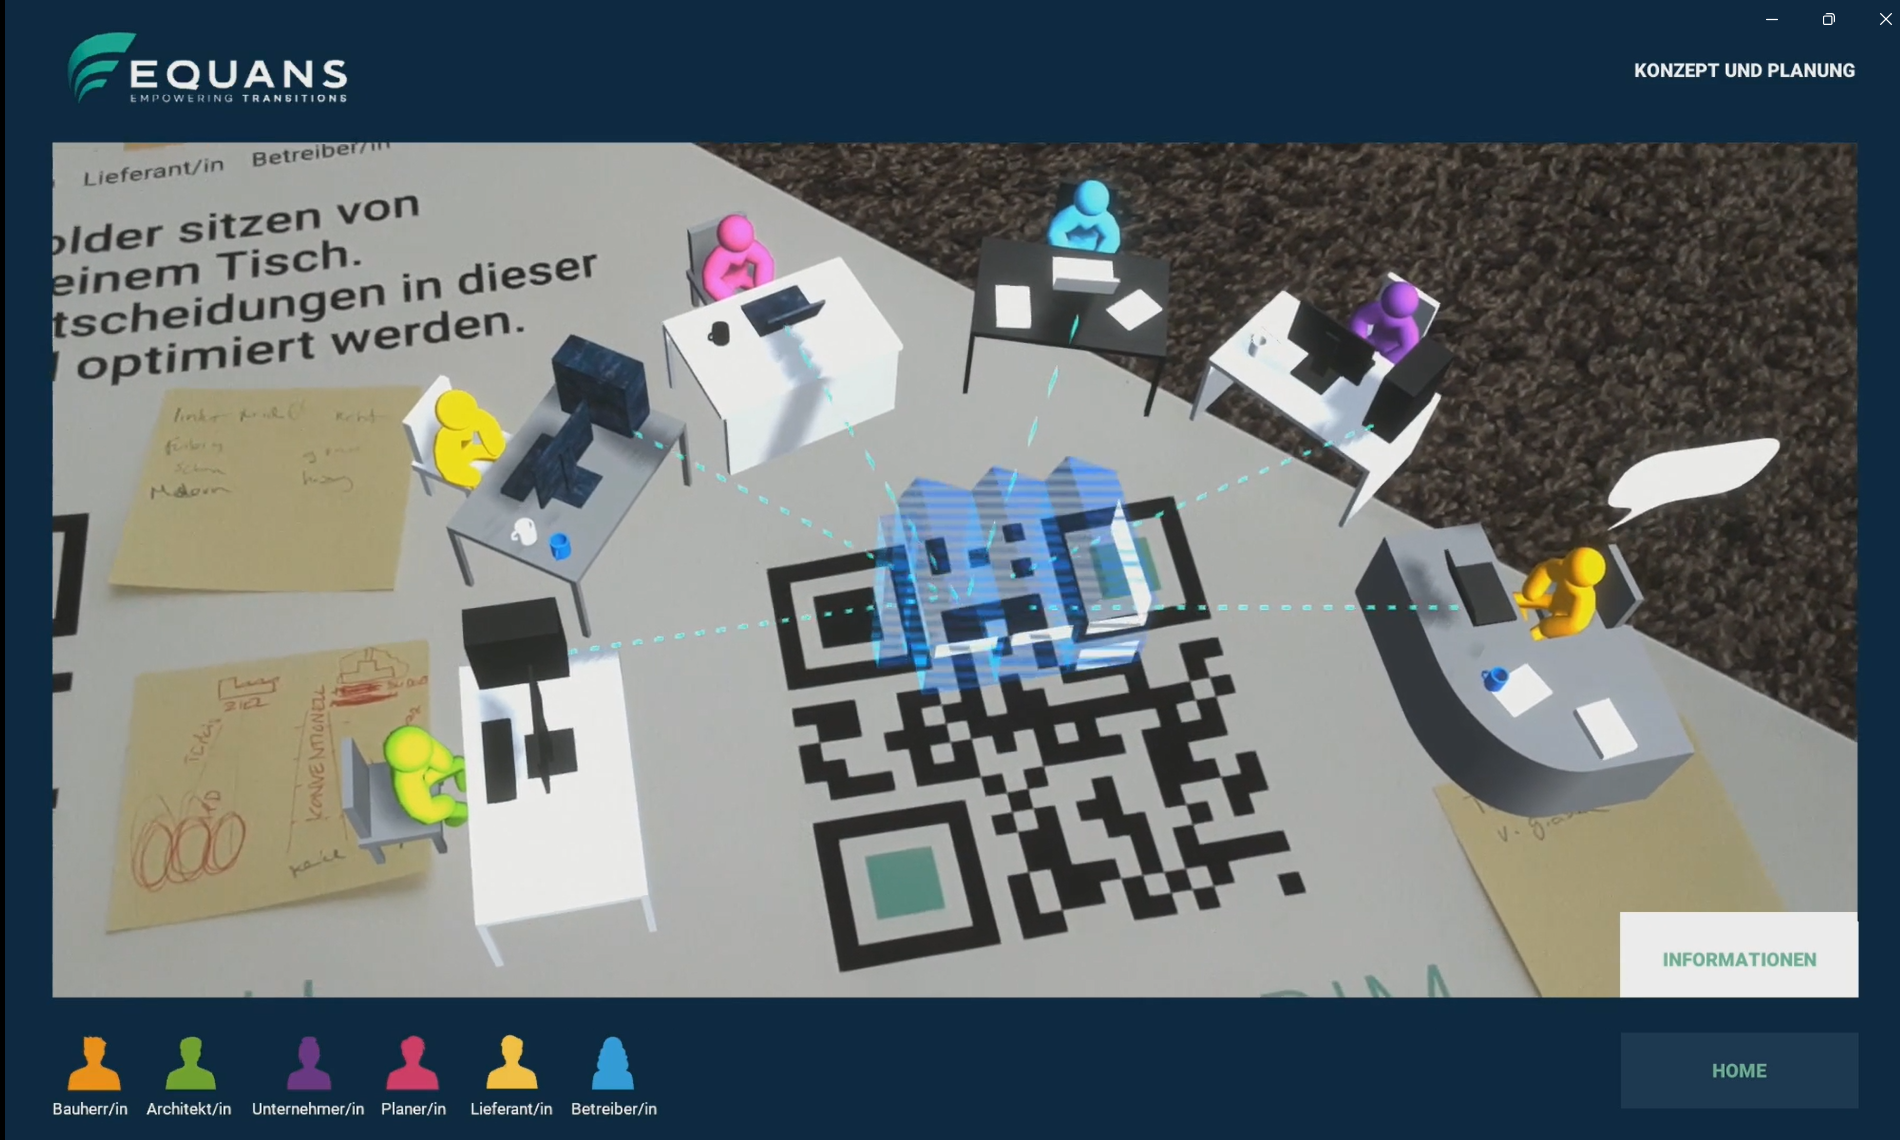 EQUANS
EMPOWERING TRANSITIONS
KONZEPT UND PLANUNG
Lieferant/in Betreiber/in
older sitzen von
einem Tisch.
tscheidungen in dieser
optimiert werden.
KONVENTIONELL
INFORMATIONEN
HOME
Bauherr/in Architekt/in Unternehmer/in Planer/in Lieferant/in Betreiber/in